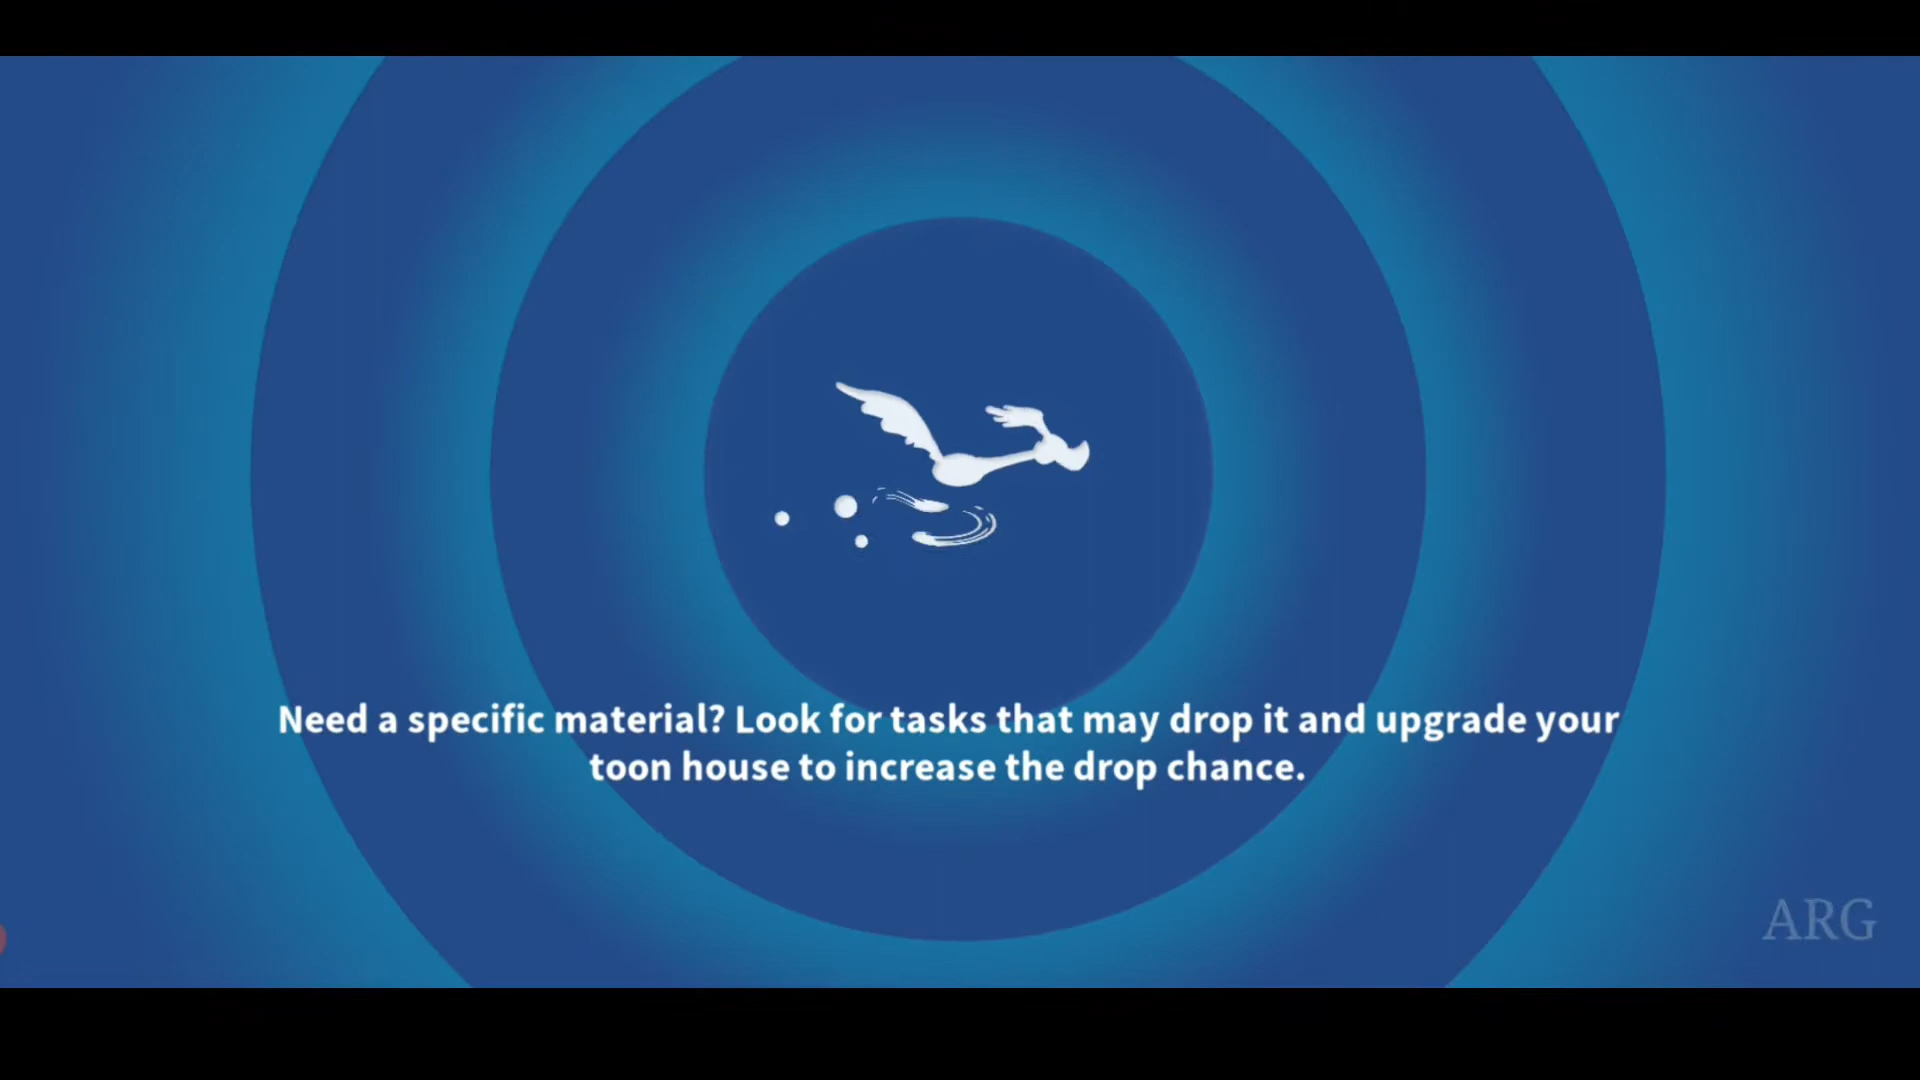 Need a specific material? Look for tasks that may drop it and upgrade your
toon house to increase the drop chance.
ARG